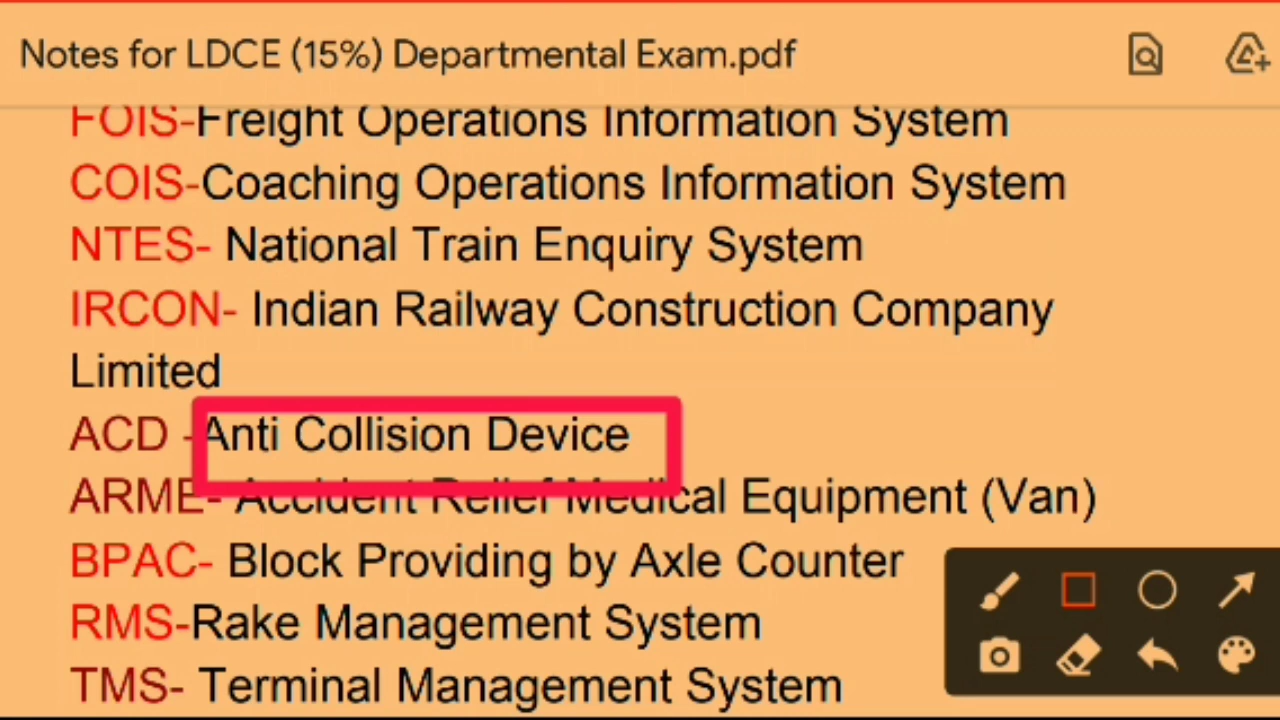 Notes for LDCE (15%) Departmental Exam.pdf
FOIS-Freight Operations Information System
COIS-Coaching Operations Information System
NTES- National Train Enquiry System
IRCON- Indian Railway Construction Company
Limited
ACD -Anti Collision Device
ARME- Accident Relief Medical Equipment (Van)
BPAC- Block Providing by Axle Counter
RMS-Rake Management System
TMS- Terminal Management System